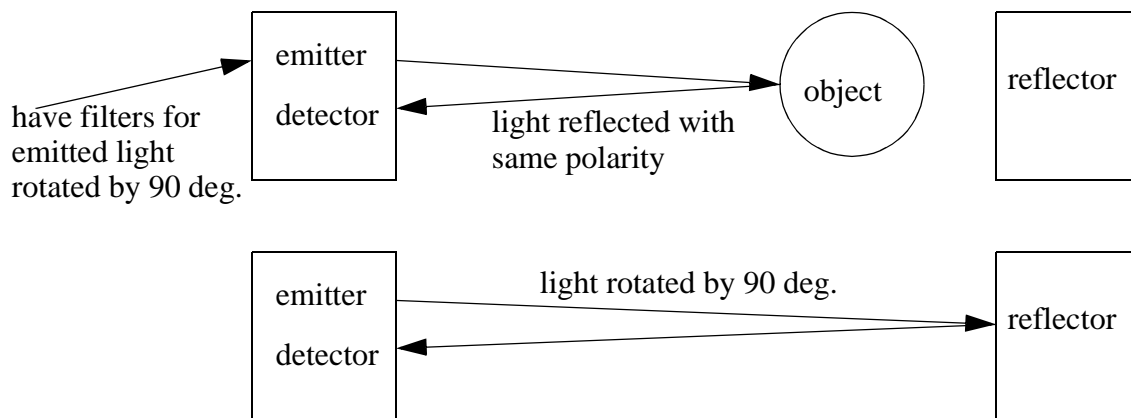 emitter
detector
object
reflector
have filters for
emitted light
rotated by 90 deg.
light reflected with
same polarity
emitter
detector
light rotated by 90 deg.
reflector